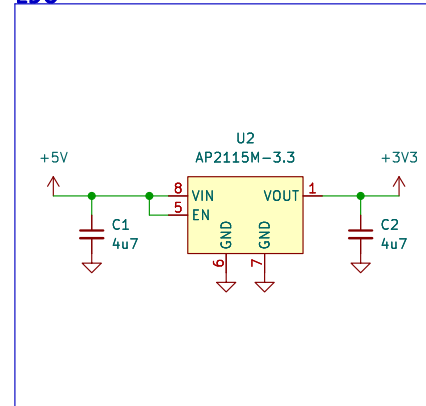 LDO
U2
AP2115M-3.3
+5V
+3V3
8 VIN VOUT 1
5 EN
C1
4u7
GND
GND
C2
4u7
6
7